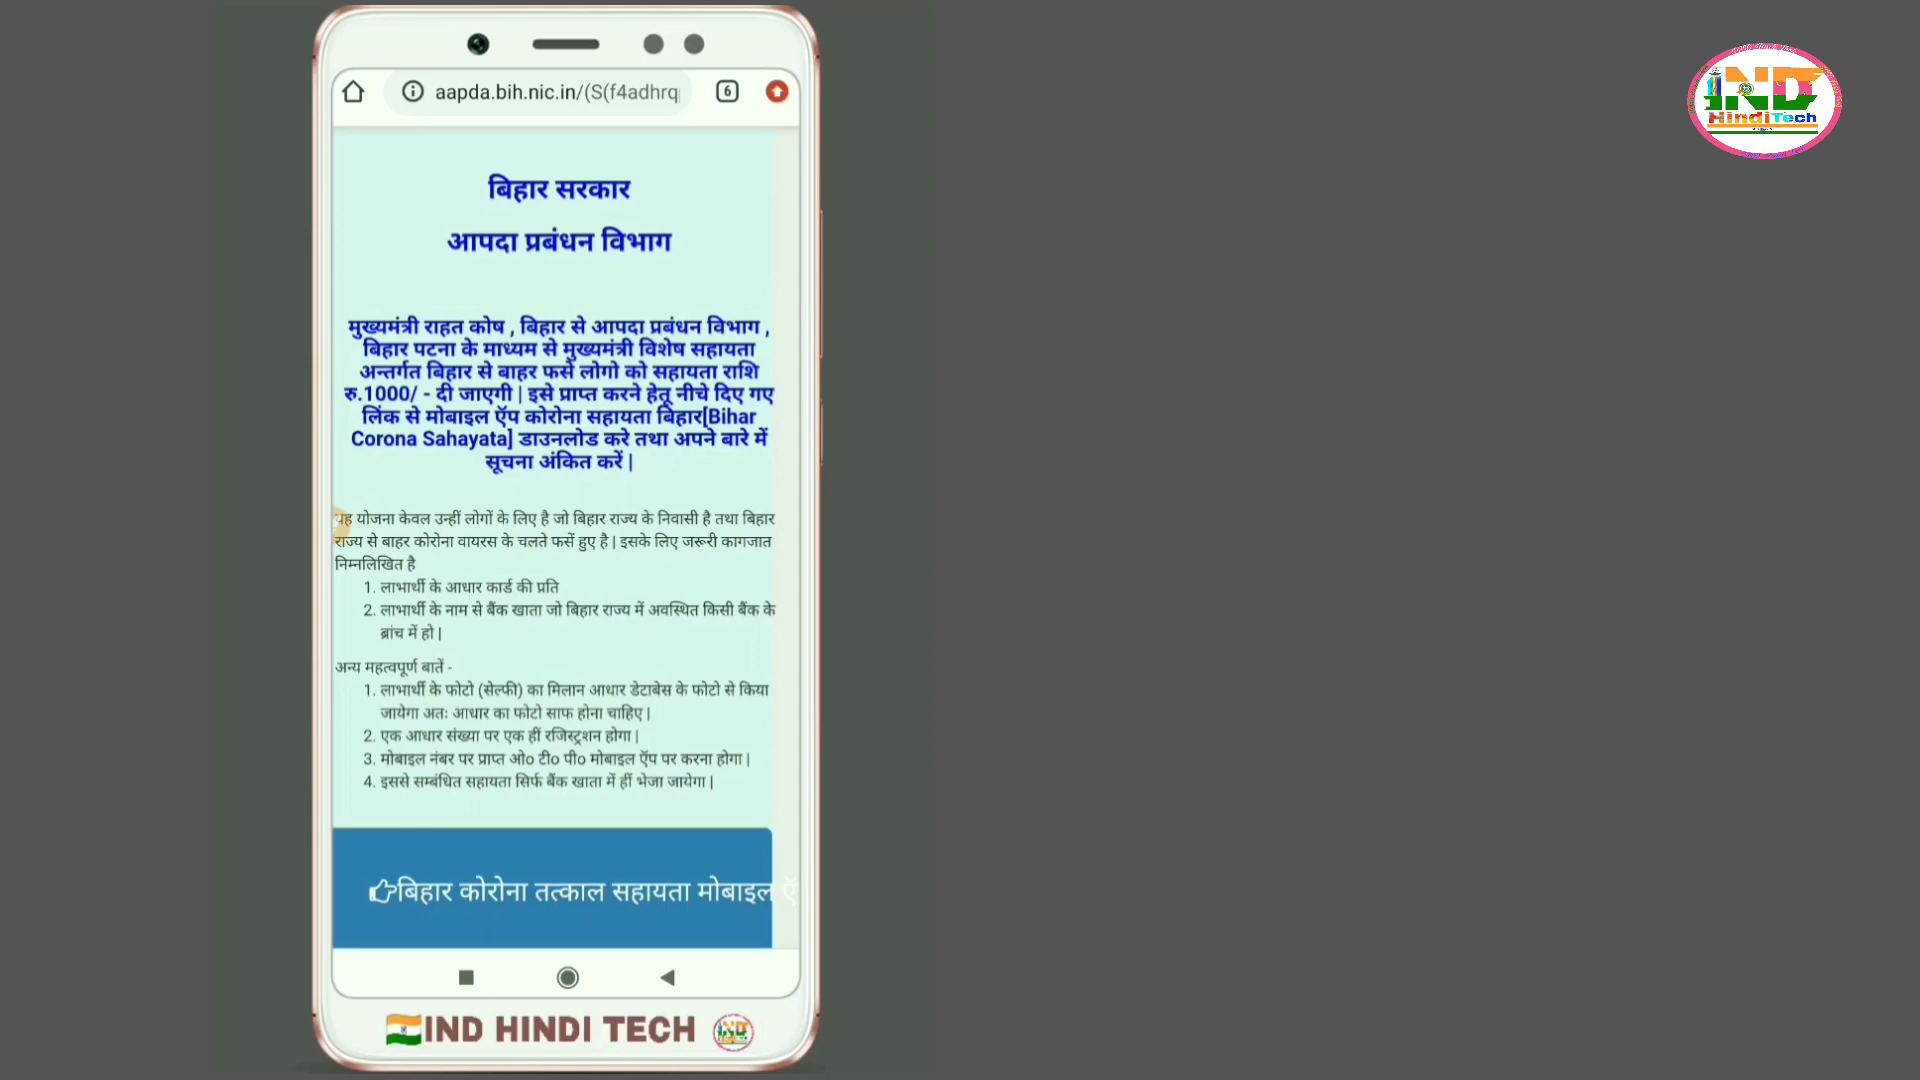 iND
HindiTech
6
aapda.bih.nic.in/(S(f4adhrq
बिहार सरकार
आपदा प्रबंधन विभाग
मुख्यमंत्री राहत कोष , बिहार से आपदा प्रबंधन विभाग ,
बिहार पटना के माध्यम से मुख्यमंत्री विशेष सहायता
अन्तर्गत बिहार से बाहर फसे लोगो को सहायता राशि
रु.1000/ - दी जाएगी | इसे प्राप्त करने हेतू नीचे दिए गए
लिंक से मोबाइल ऍप कोरोना सहायता बिहार[Bihar
Corona Sahayata] डाउनलोड करे तथा अपने बारे में
सूचना अंकित करें |
यह योजना केवल उन्हीं लोगों के लिए है जो बिहार राज्य के निवासी है तथा बिहार
राज्य से बाहर कोरोना वायरस के चलते फसें हुए है | इसके लिए जरूरी कागजात
निम्नलिखित है
1. लाभार्थी के आधार कार्ड की प्रति
2. लाभार्थी के नाम से बैंक खाता जो बिहार राज्य में अवस्थित किसी बैंक के
ब्रांच में हो |
अन्य महत्वपूर्ण बातें -
1. लाभार्थी के फोटो (सेल्फी) का मिलान आधार डेटाबेस के फोटो से किया
जायेगा अतः आधार का फोटो साफ होना चाहिए |
2. एक आधार संख्या पर एक हीं रजिस्ट्रशन होगा |
3. मोबाइल नंबर पर प्राप्त ओo टीo पीo मोबाइल ऍप पर करना होगा |
4. इससे सम्बंधित सहायता सिर्फ बैंक खाता में हीं भेजा जायेगा |
बिहार कोरोना तत्काल सहायता मोबाइल ऍ
IND HINDI TECH